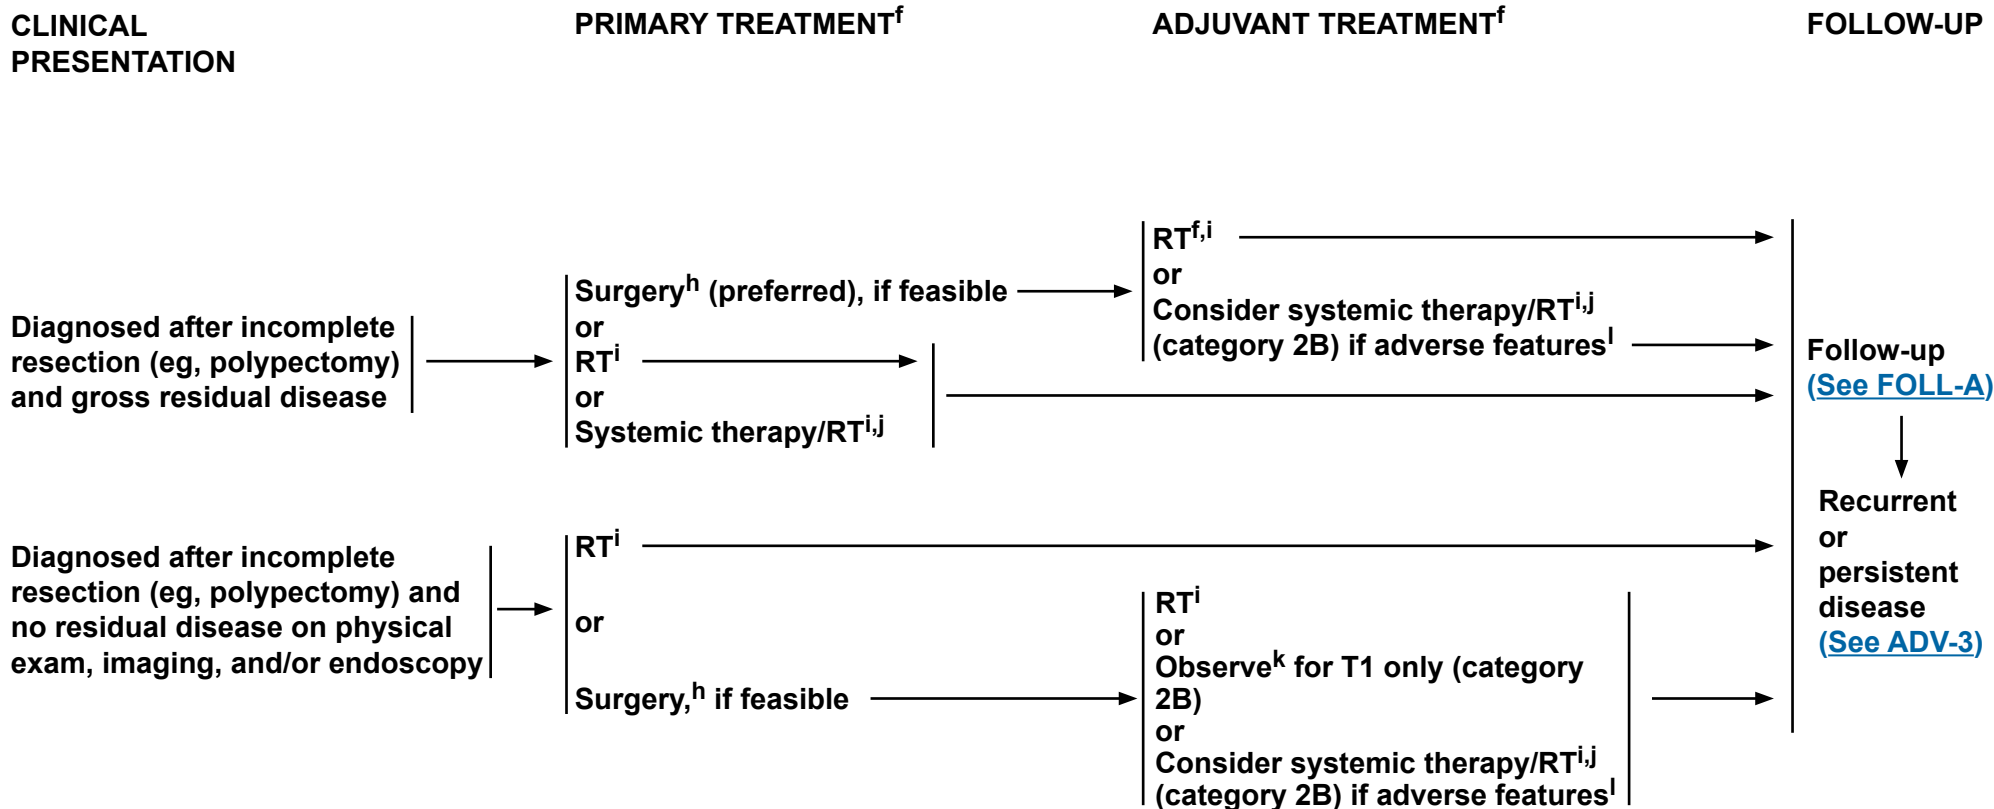 CLINICAL
PRESENTATION
PRIMARY TREATMENTf
ADJUVANT TREATMENTf
FOLLOW-UP
Diagnosed after incomplete
resection (eg, polypectomy)
and gross residual disease
Surgeryh (preferred), if feasible
or
RTi
or
Systemic therapy/RTi,j
RTf,i
or
Consider systemic therapy/RTi,j
(category 2B) if adverse featuresl
Diagnosed after incomplete
resection (eg, polypectomy) and
no residual disease on physical
exam, imaging, and/or endoscopy
RTi
or
Surgery,h if feasible
RTi
or
Observek for T1 only (category
2B)
or
Consider systemic therapy/RTi,j
(category 2B) if adverse featuresl
Follow-up
(See FOLL-A)
Recurrent
or
persistent
disease
(See ADV-3)